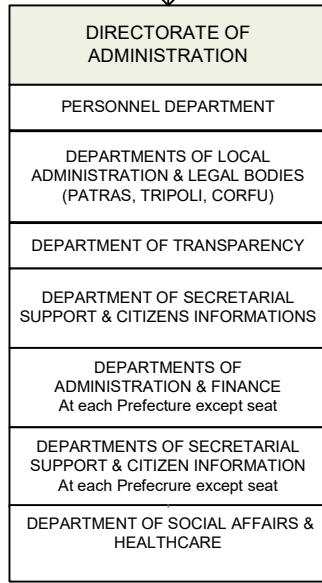 DIRECTORATE OF
ADMINISTRATION
PERSONNEL DEPARTMENT
DEPARTMENTS OF LOCAL
ADMINISTRATION & LEGAL BODIES
(PATRAS, TRIPOLI, CORFU)
DEPARTMENT OF TRANSPARENCY
DEPARTMENT OF SECRETARIAL
SUPPORT & CITIZENS INFORMATIONS
DEPARTMENTS OF
ADMINISTRATION & FINANCE
At each Prefecture except seat
DEPARTMENTS OF SECRETARIAL
SUPPORT & CITIZEN INFORMATION
At each Prefecrure except seat
DEPARTMENT OF SOCIAL AFFAIRS &
HEALTHCARE